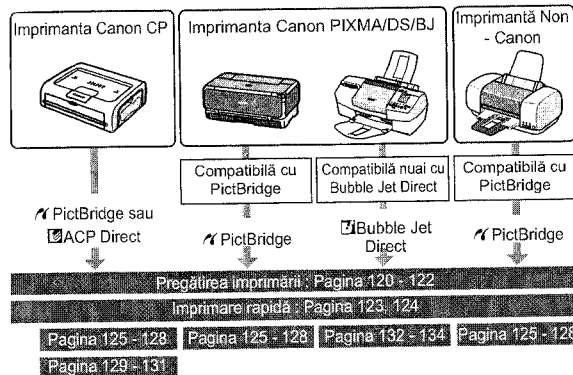 Imprimanta Canon CP
Imprimanta Canon PIXMA/DS/BJ
Imprimantă Non
- Canon
Compatibilă cu
PictBridge
Compatibilă nuai cu
Bubble Jet Direct
Compatibilă cu
PictBridge
PictBridge sau
ACP Direct
PictBridge
Bubble Jet
Direct
PictBridge
Pregătirea imprimării : Pagina 120 - 122
Imprimare rapidă : Pagina 123, 124
Pagina 125 - 128
Pagina 125 - 128
Pagina 132 - 134
Pagina 125 - 128
Pagina 129 - 131